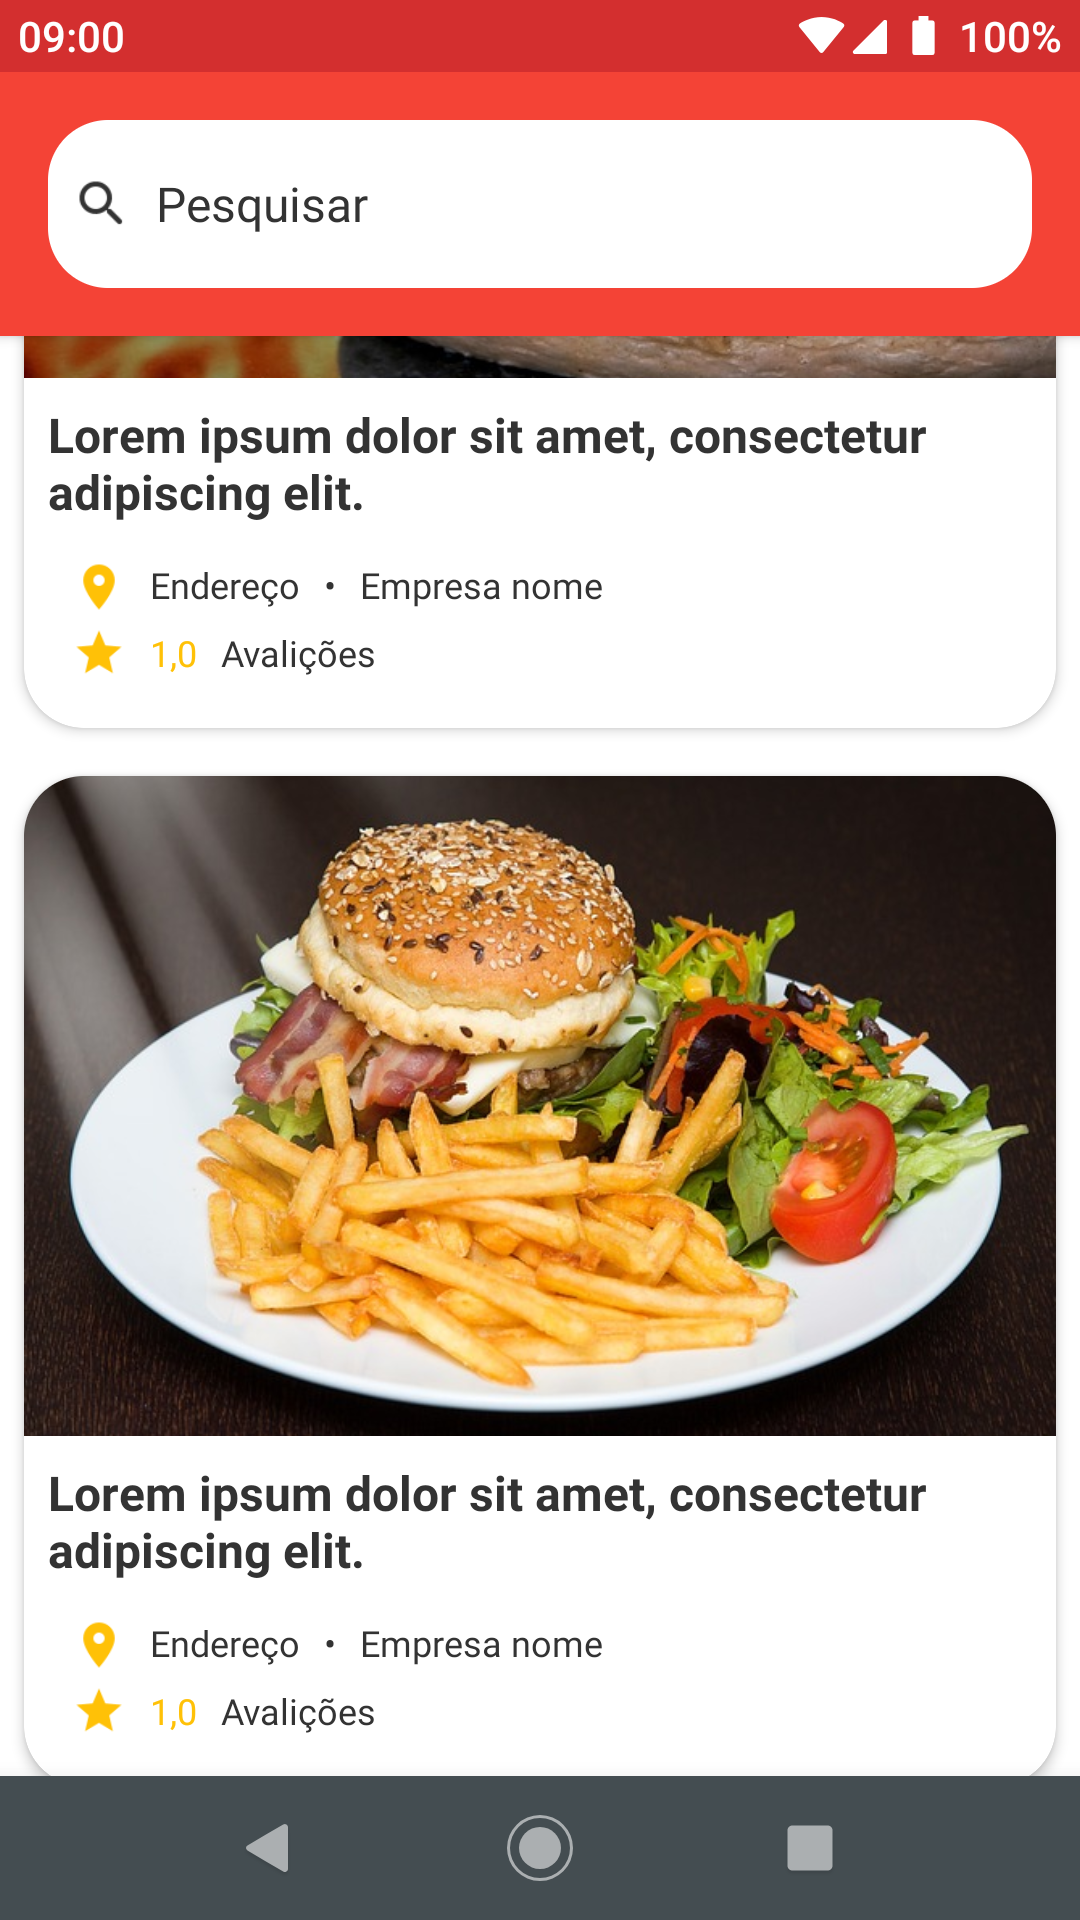 09:00 100%
Pesquisar
Lorem ipsum dolor sit amet, consectetur
adipiscing elit.
Endereço • Empresa nome
1,0 Avalições
Lorem ipsum dolor sit amet, consectetur
adipiscing elit.
Endereço • Empresa nome
1,0 Avalições